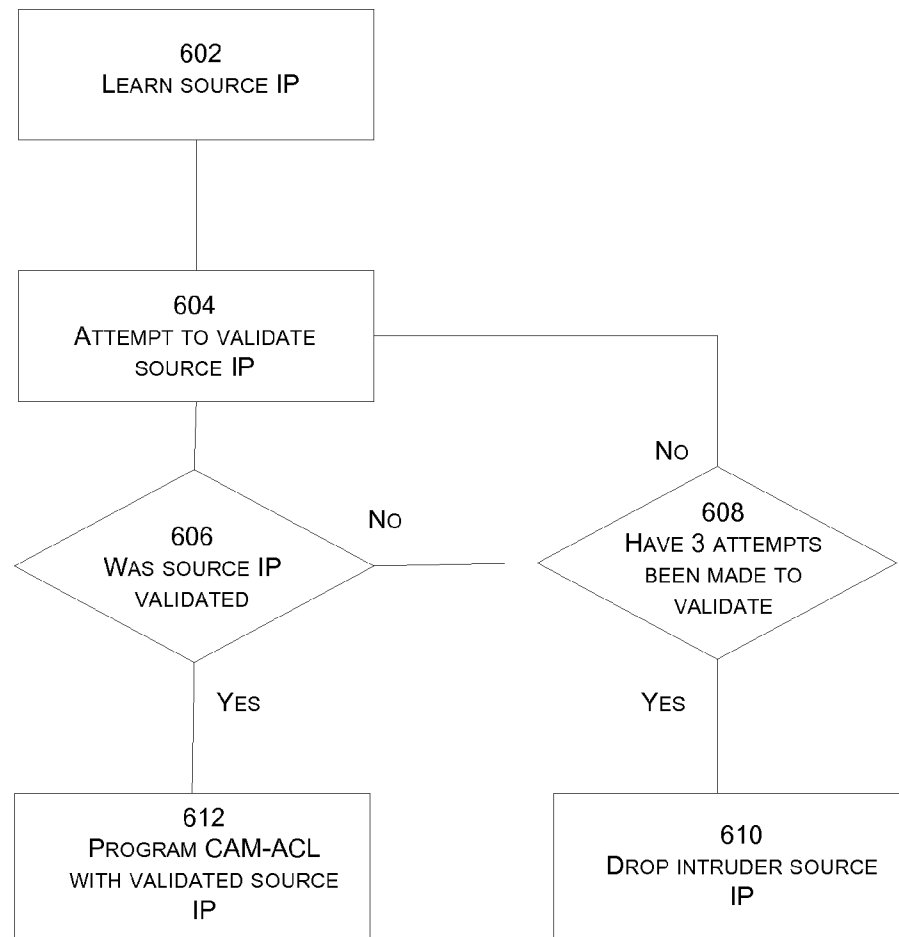 602
LEARN SOURCE IP
604
ATTEMPT TO VALIDATE
SOURCE IP
NO
606
WAS SOURCE IP
VALIDATED
NO
608
HAVE 3 ATTEMPTS
BEEN MADE TO
VALIDATE
YES
YES
612
PROGRAM CAM-ACL
WITH VALIDATED SOURCE
IP
610
DROP INTRUDER SOURCE
IP